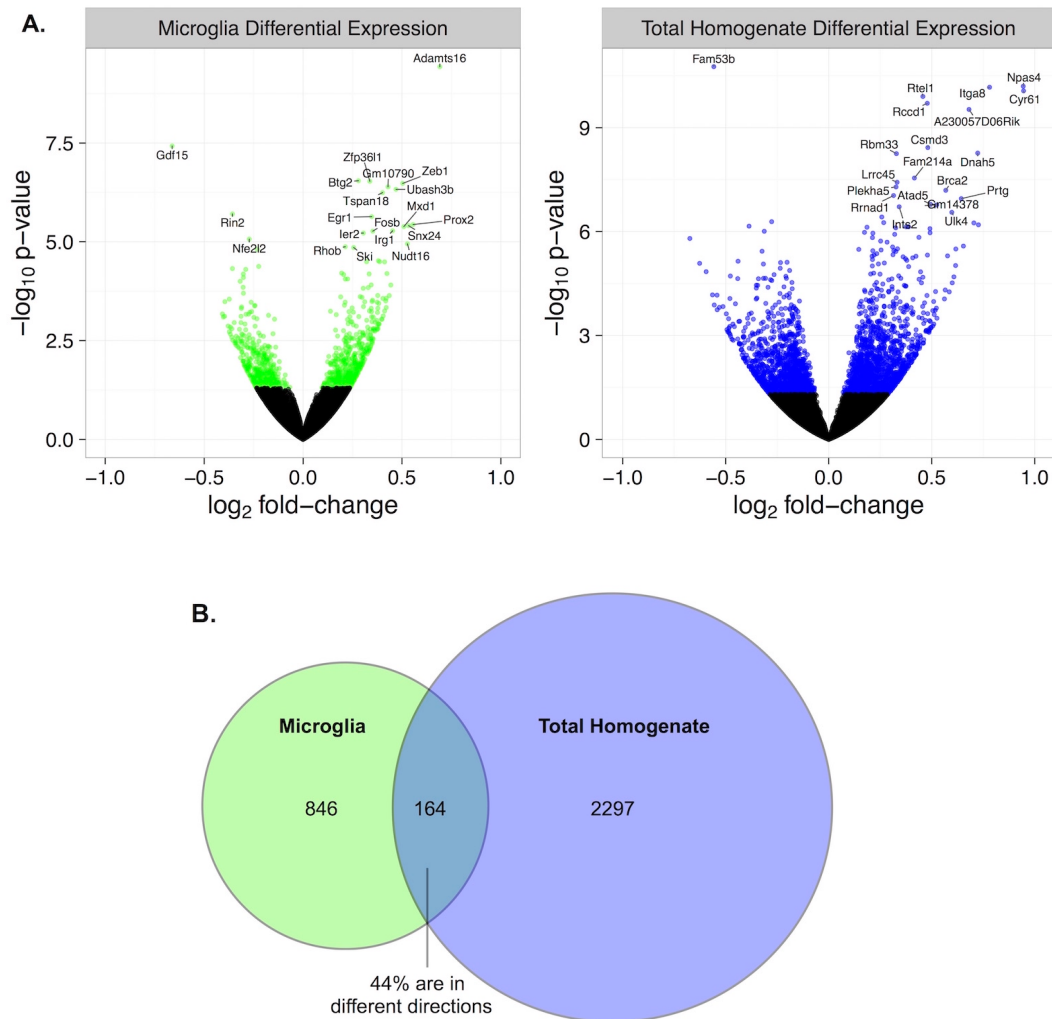 A.
Microglia Differential Expression
−log10 p−value
7.5
5.0
2.5
0.0
Adamts16
Gdf15
Zfp36l1
Gm10790
Zeb1
Btg2
Ubash3b
Tspan18
Mxd1
Rin2
Egr1
Fosb
Prox2
Ier2
Irg1
Snx24
Nfe2l2
Rhob
Ski
Nudt16
−1.0 −0.5 0.0 0.5 1.0
log2 fold−change
Total Homogenate Differential Expression
−log10 p−value
9
6
3
0
Fam53b
Npas4
Rtel1
Itga8
Cyr61
Rccd1
A230057D06Rik
Csmd3
Rbm33
Fam214a
Dnah5
Lrrc45
Brca2
Plekha5
Atad5
Prtg
Rrnad1
Gm14378
Ints2
Ulk4
−1.0 −0.5 0.0 0.5 1.0
log2 fold−change
B.
Microglia
Total Homogenate
846
164
2297
44% are in
different directions